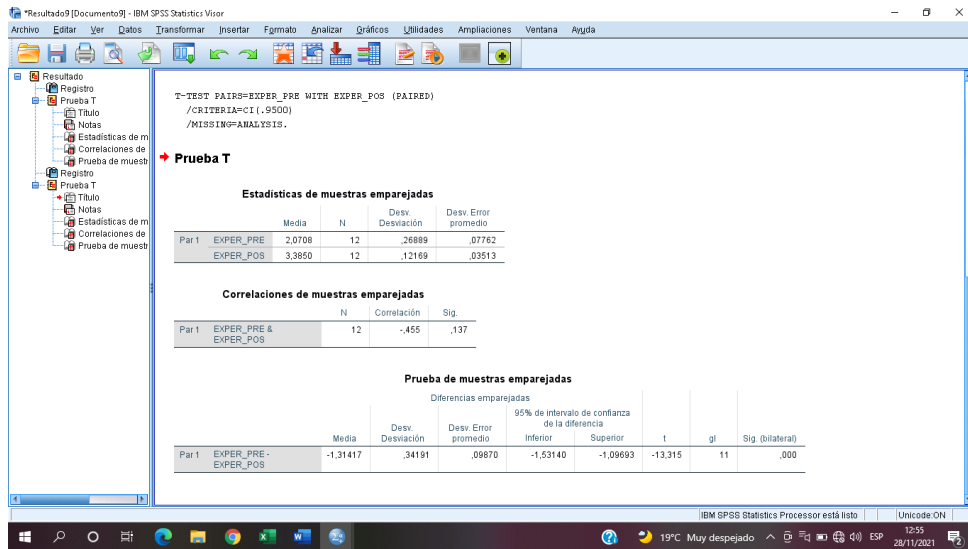 *Resultado9 [Documento9] - IBM SPSS Statistics Visor
Archivo Editar Ver Datos Transformar Insertar Formato Analizar Gráficos Utilidades Ampliaciones Ventana Ayuda
Resultado
Registro
Prueba T
Título
Notas
Estadísticas de m
Correlaciones de
Prueba de muestr
Registro
Prueba T
Título
Notas
Estadísticas de m
Correlaciones de
Prueba de muestr
T-TEST PAIRS=EXPER_PRE WITH EXPER_POS (PAIRED)
/CRITERIA=CI(.9500)
/MISSING=ANALYSIS.
Prueba T
Estadísticas de muestras emparejadas
Media N Desv. Desviación Desv. Error promedio
Par 1 EXPER_PRE 2,0708 12 ,26889 ,07762
EXPER_POS 3,3850 12 ,12169 ,03513
Correlaciones de muestras emparejadas
N Correlación Sig.
Par 1 EXPER_PRE & EXPER_POS 12 -,455 ,137
Prueba de muestras emparejadas
Diferencias emparejadas
95% de intervalo de confianza de la diferencia
Media Desv. Desviación Desv. Error promedio Inferior Superior t gl Sig. (bilateral)
Par 1 EXPER_PRE - EXPER_POS -1,31417 ,34191 ,09870 -1,53140 -1,09693 -13,315 11 ,000
IBM SPSS Statistics Processor está listo Unicode:ON
19°C Muy despejado ESP 12:55
28/11/2021